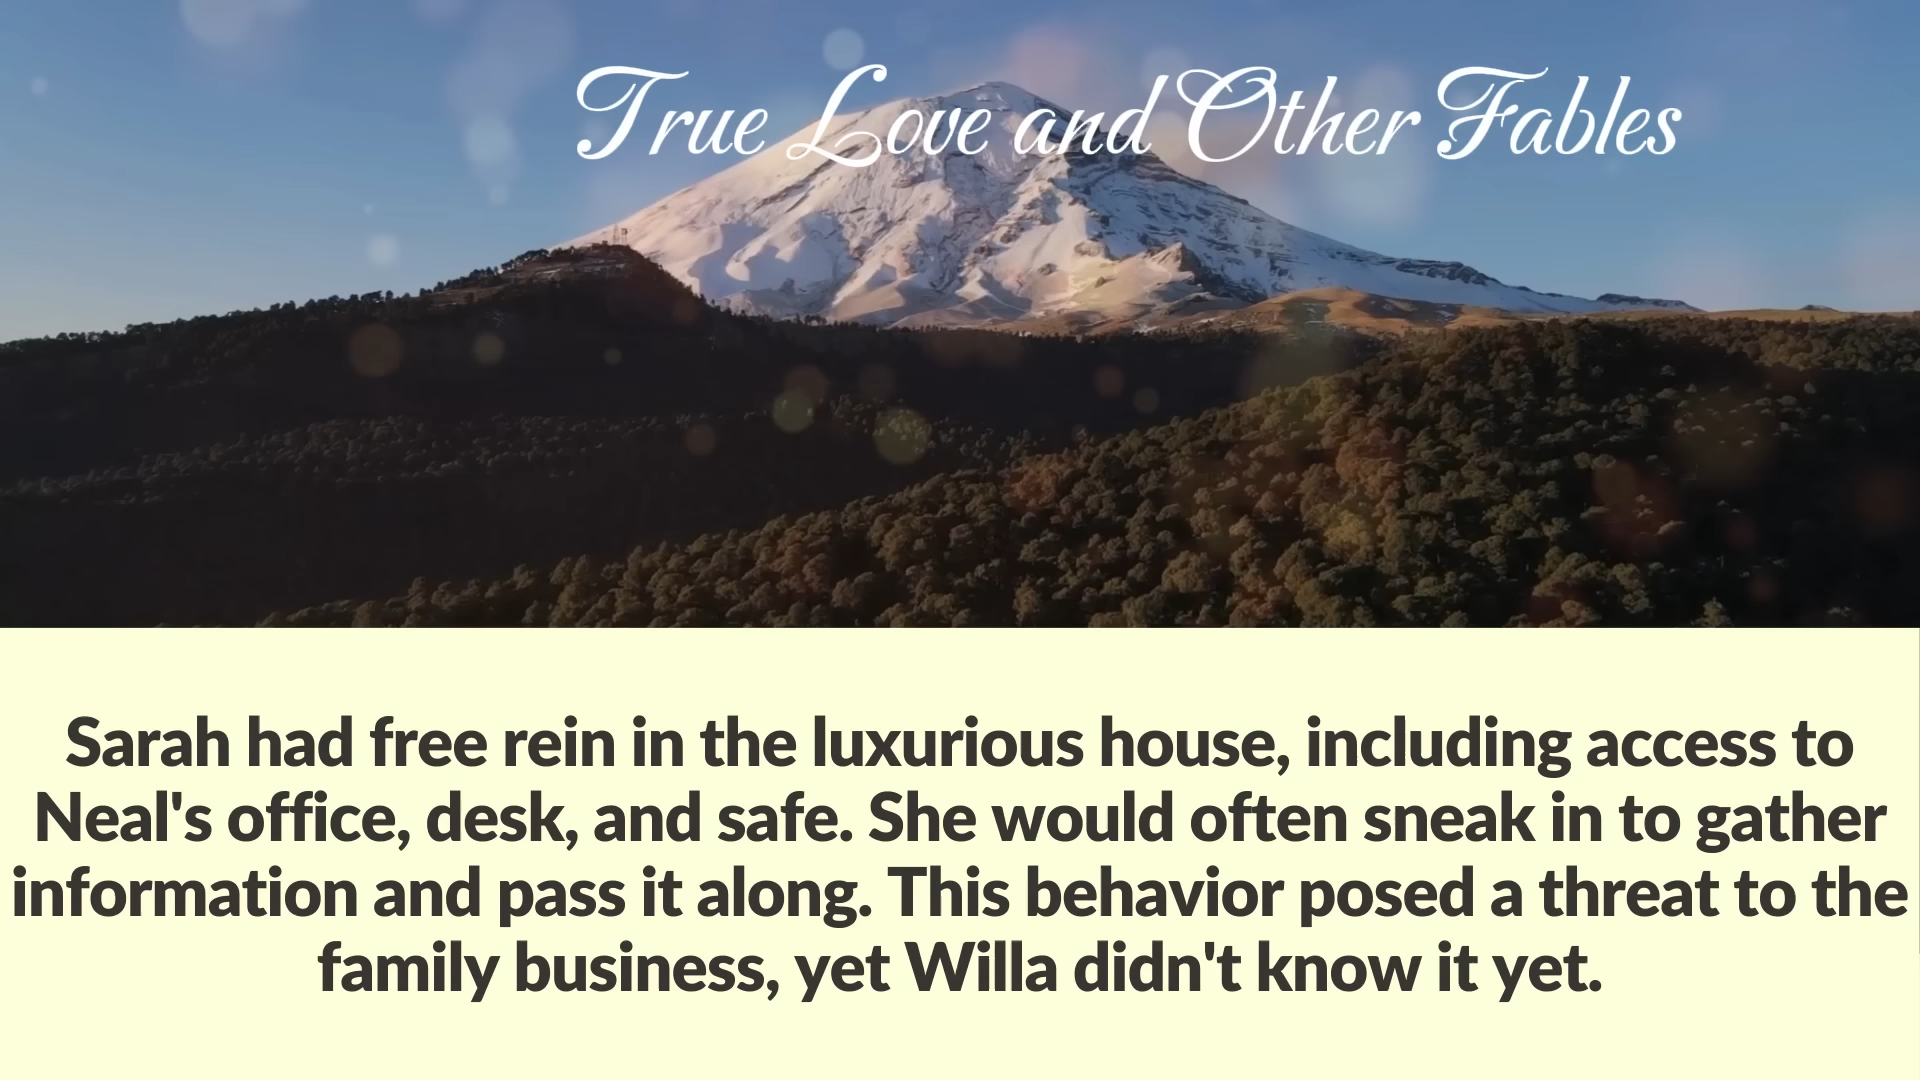 True Love and Other Fables
Sarah had free rein in the luxurious house, including access to
Neal's office, desk, and safe. She would often sneak in to gather
information and pass it along. This behavior posed a threat to the
family business, yet Willa didn't know it yet.